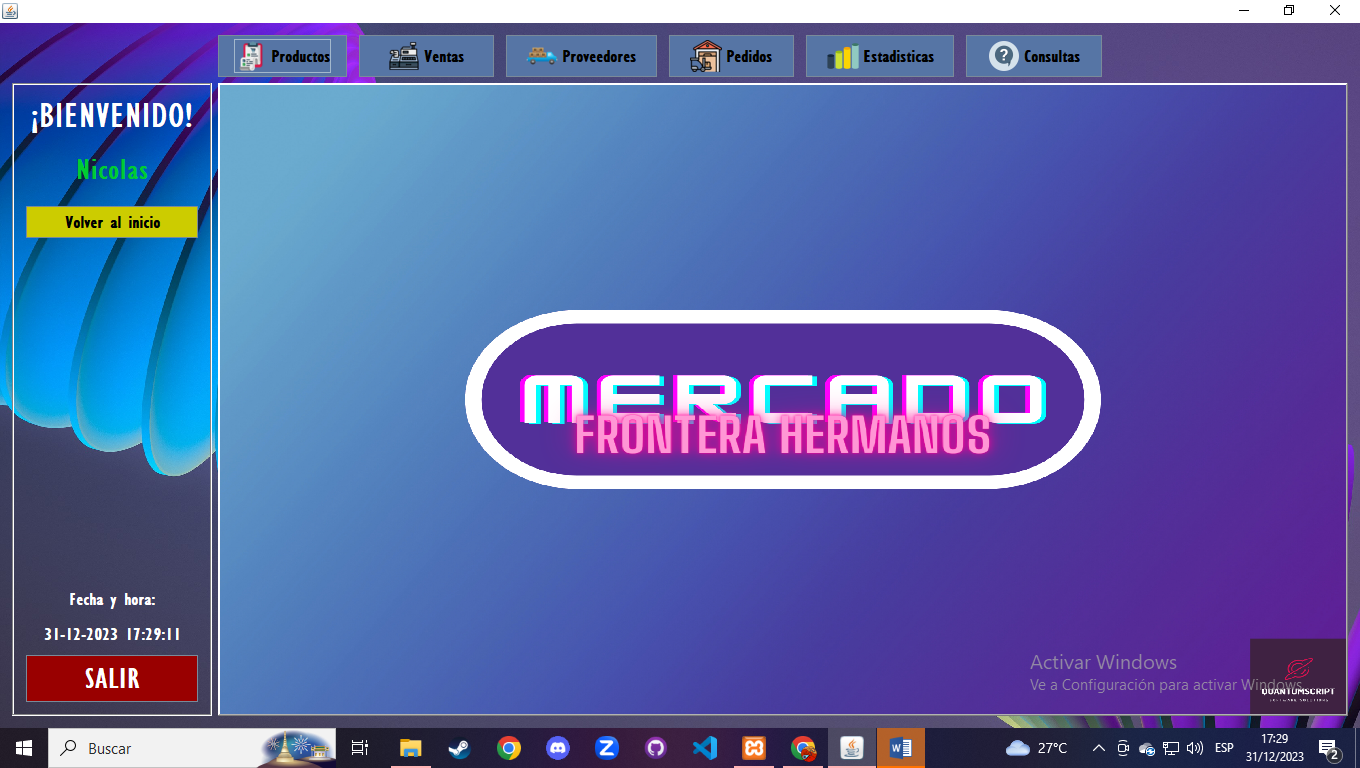 Productos
Ventas
Proveedores
Pedidos
Estadisticas
Consultas
¡BIENVENIDO!
Nicolas
Volver al inicio
MERCADO
FRONTERA HERMANOS
Fecha y hora:
31-12-2023 17:29:11
SALIR
Activar Windows
Ve a Configuración para activar Windows.
QUANTUMSCRIPT
SOFTWARE SOLUTIONS
Buscar
27°C
ESP
17:29
31/12/2023
2